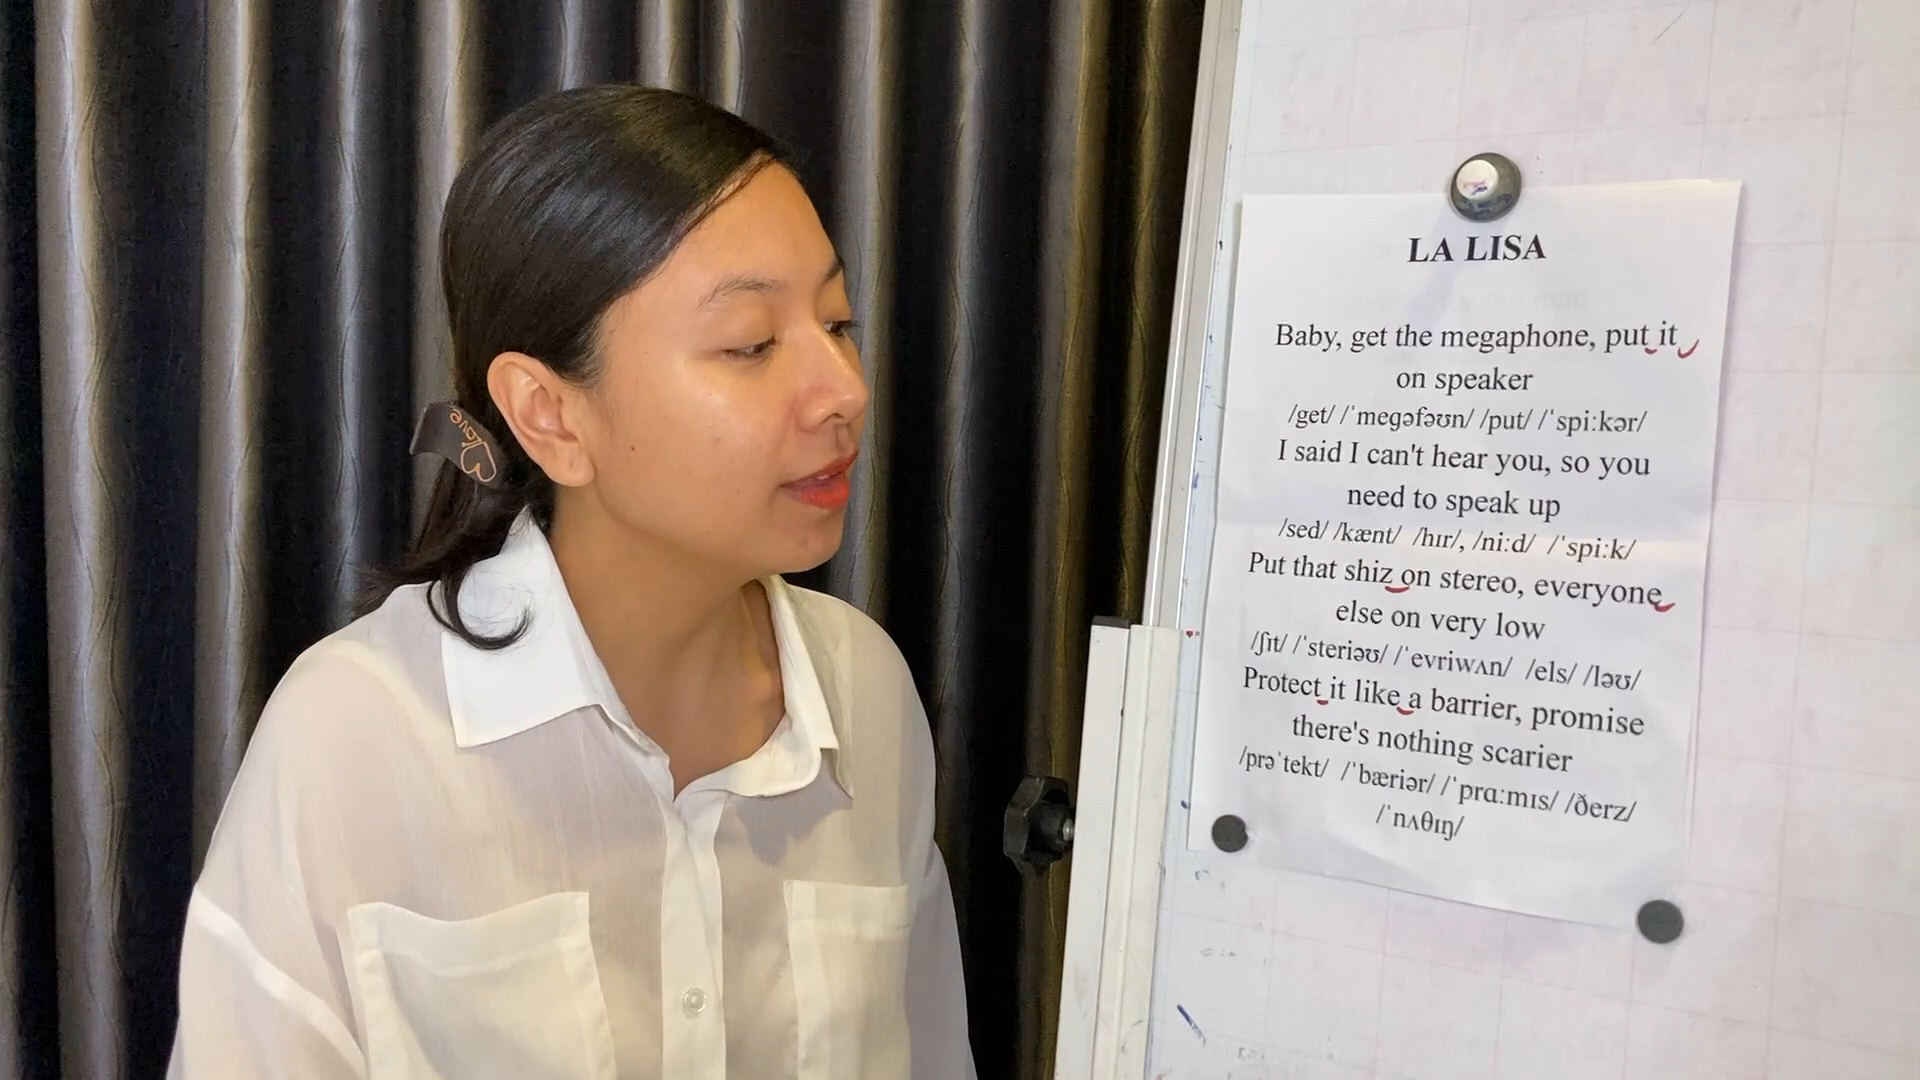 LA LISA
Baby, get the megaphone, put it
on speaker
/get/ /ˈmeɡəfəʊn/ /put/ /ˈspiːkər/
I said I can't hear you, so you
need to speak up
/sed/ /kænt/ /hɪr/, /niːd/ /ˈspiːk/
Put that shiz on stereo, everyone
else on very low
/ʃɪt/ /ˈsteriəʊ/ /ˈevriwʌn/ /els/ /ləʊ/
Protect it like a barrier, promise
there's nothing scarier
/prəˈtekt/ /ˈbæriər/ /ˈprɑːmɪs/ /ðerz/
/ˈnʌθɪŋ/
Love